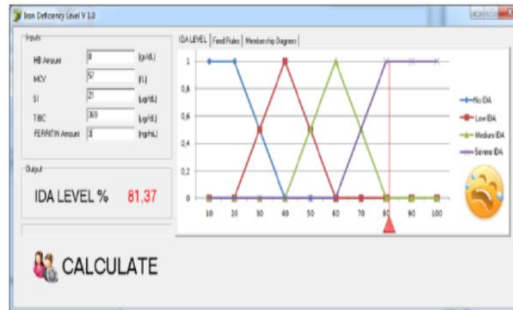 Iron Deficiency Level V 1.0
Inputs
HB Amount 8 (gr/dL)
MCV 57 (fL)
SI 21 (µg/dL)
TIBC (µg/dL)
FERRITIN Amount 3 (ng/mL)
Output
IDA LEVEL % 81,37
CALCULATE
IDA LEVEL Fired Rules Membership Degrees
1
0,8
0,6
0,4
0,2
0
10 20 30 40 50 60 70 80 90 100
No IDA
Low IDA
Medium IDA
Severe IDA